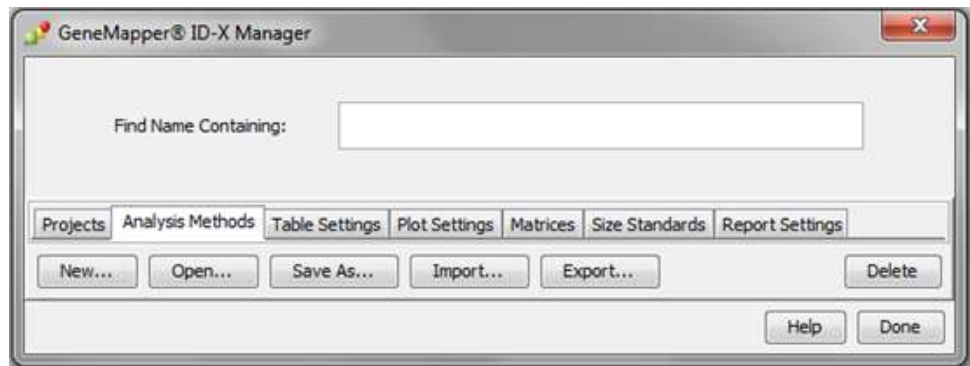 GeneMapper® ID-X Manager
Find Name Containing:
Projects Analysis Methods Table Settings Plot Settings Matrices Size Standards Report Settings
New... Open... Save As... Import... Export... Delete
Help Done